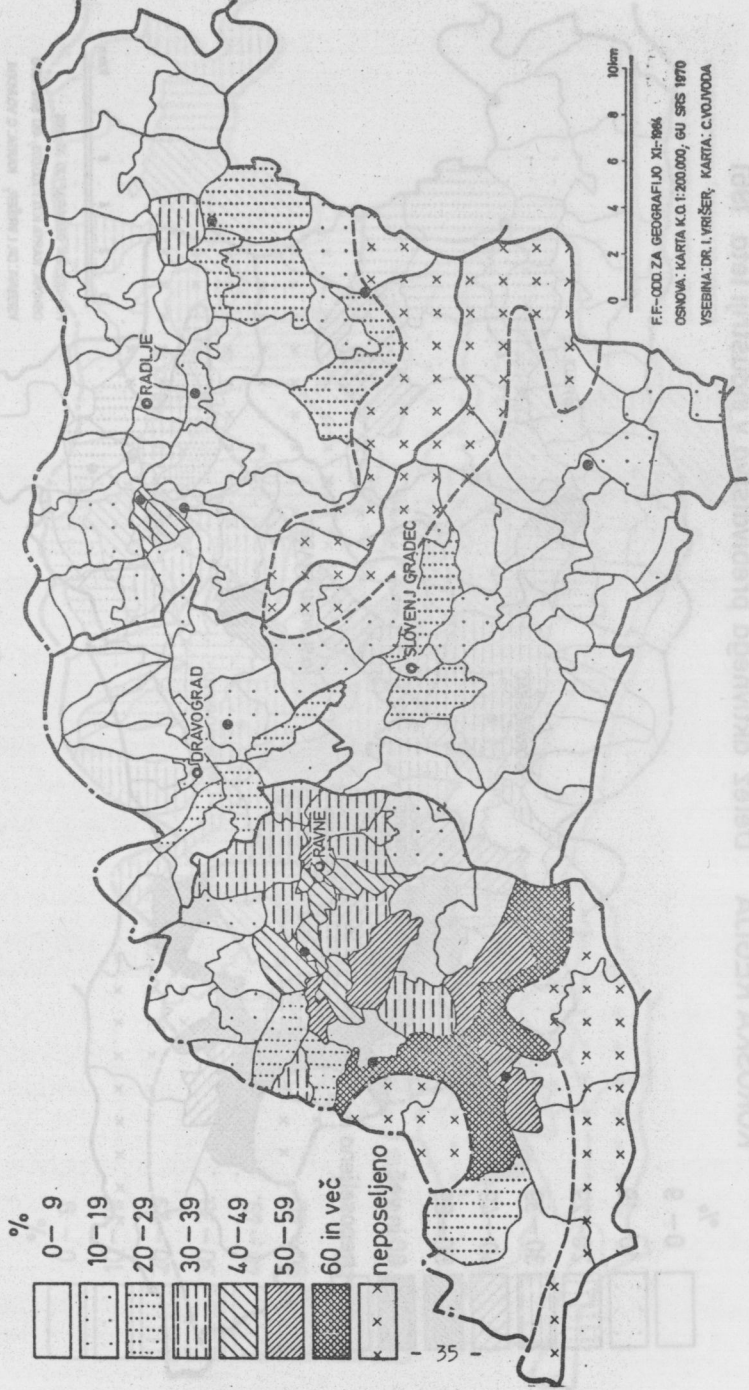 %
0–9
10–19
20–29
30–39
40–49
50–59
60 in več
neposeljeno
RADLJE
DRAVOGRAD
SLOVENJ GRADEC
RAVNE
0 2 4 6 8 10km
F.F.-ODD.ZA GEOGRAFIJO XI-1984
OSNOVA: KARTA K.O. 1:200.000, GU SRS 1970
VSEBINA: DR. I. VRIŠER, KARTA: C.VOJVODA
- 35 -